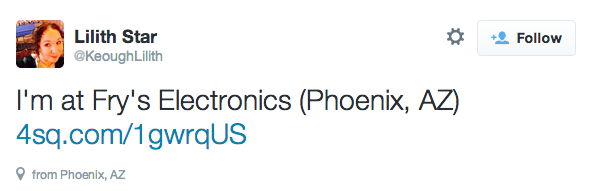 Lilith Star
@KeoughLilith
Follow
I'm at Fry's Electronics (Phoenix, AZ)
4sq.com/1gwrqUS
from Phoenix, AZ